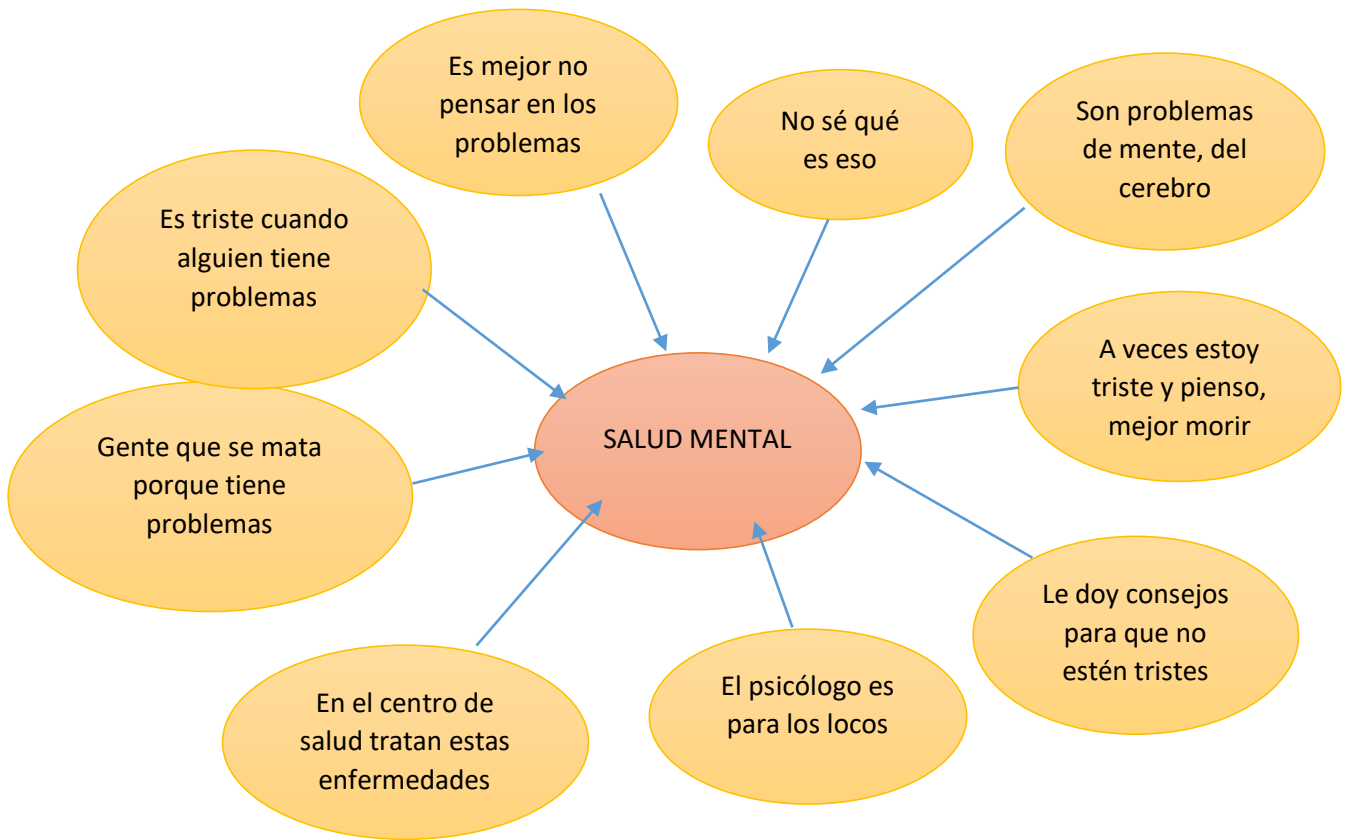 Es mejor no
pensar en los
problemas
No sé qué
es eso
Son problemas
de mente, del
cerebro
Es triste cuando
alguien tiene
problemas
A veces estoy
triste y pienso,
mejor morir
SALUD MENTAL
Gente que se mata
porque tiene
problemas
Le doy consejos
para que no
estén tristes
El psicólogo es
para los locos
En el centro de
salud tratan estas
enfermedades